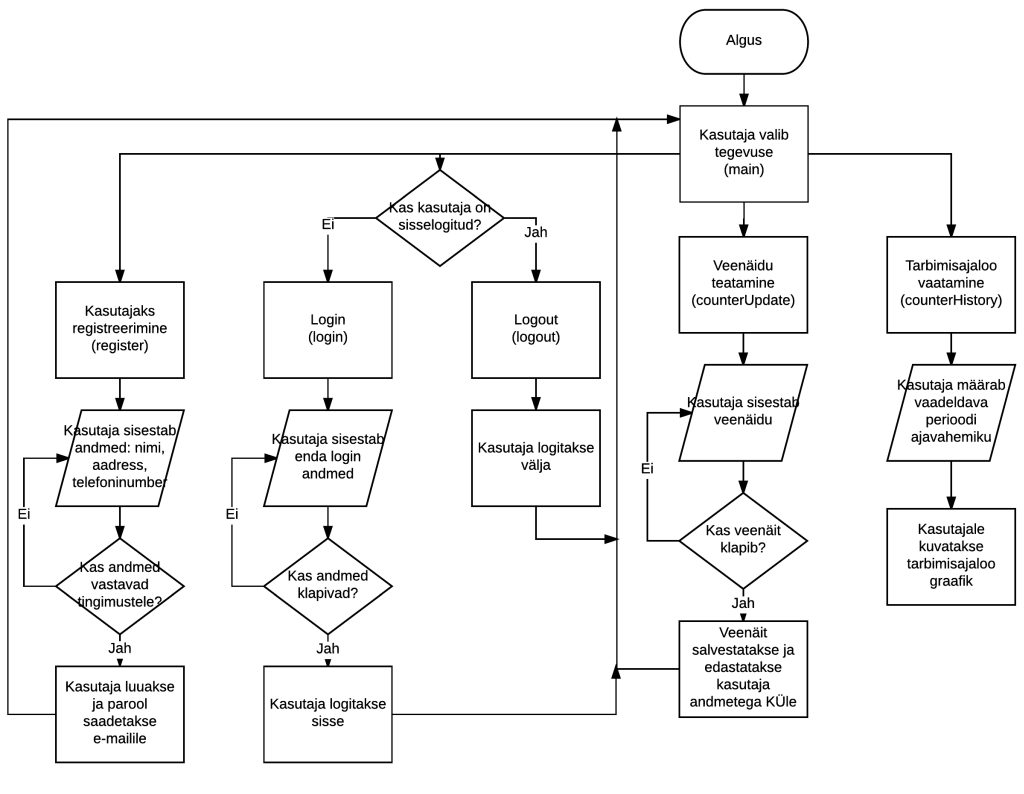 Algus
Kasutaja valib
tegevuse
(main)
Kas kasutaja on
sisselogitud?
Ei
Jah
Kasutajaks
registreerimine
(register)
Login
(login)
Logout
(logout)
Veenäidu
teatamine
(counterUpdate)
Tarbimisajaloo
vaatamine
(counterHistory)
Kasutaja sisestab
andmed: nimi,
aadress,
telefoninumber
Kasutaja sisestab
enda login
andmed
Kasutaja logitakse
välja
Kasutaja sisestab
veenäidu
Kasutaja määrab
vaadeldava
perioodi
ajavahemiku
Ei
Ei
Ei
Kas andmed
vastavad
tingimustele?
Kas andmed
klapivad?
Kas veenäit
klapib?
Kasutajale
kuvatakse
tarbimisajaloo
graafik
Jah
Jah
Jah
Kasutaja luuakse
ja parool
saadetakse
e-mailile
Kasutaja logitakse
sisse
Veenäit
salvestatakse ja
edastatakse
kasutaja
andmetega KÜle